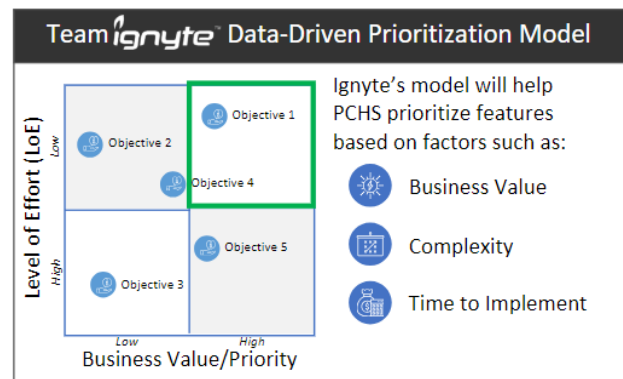 Team ignyte™ Data-Driven Prioritization Model
Level of Effort (LoE)
Low
High
Objective 1
Objective 2
Objective 4
Objective 5
Objective 3
Low
High
Business Value/Priority
Ignyte's model will help
PCHS prioritize features
based on factors such as:
Business Value
Complexity
Time to Implement